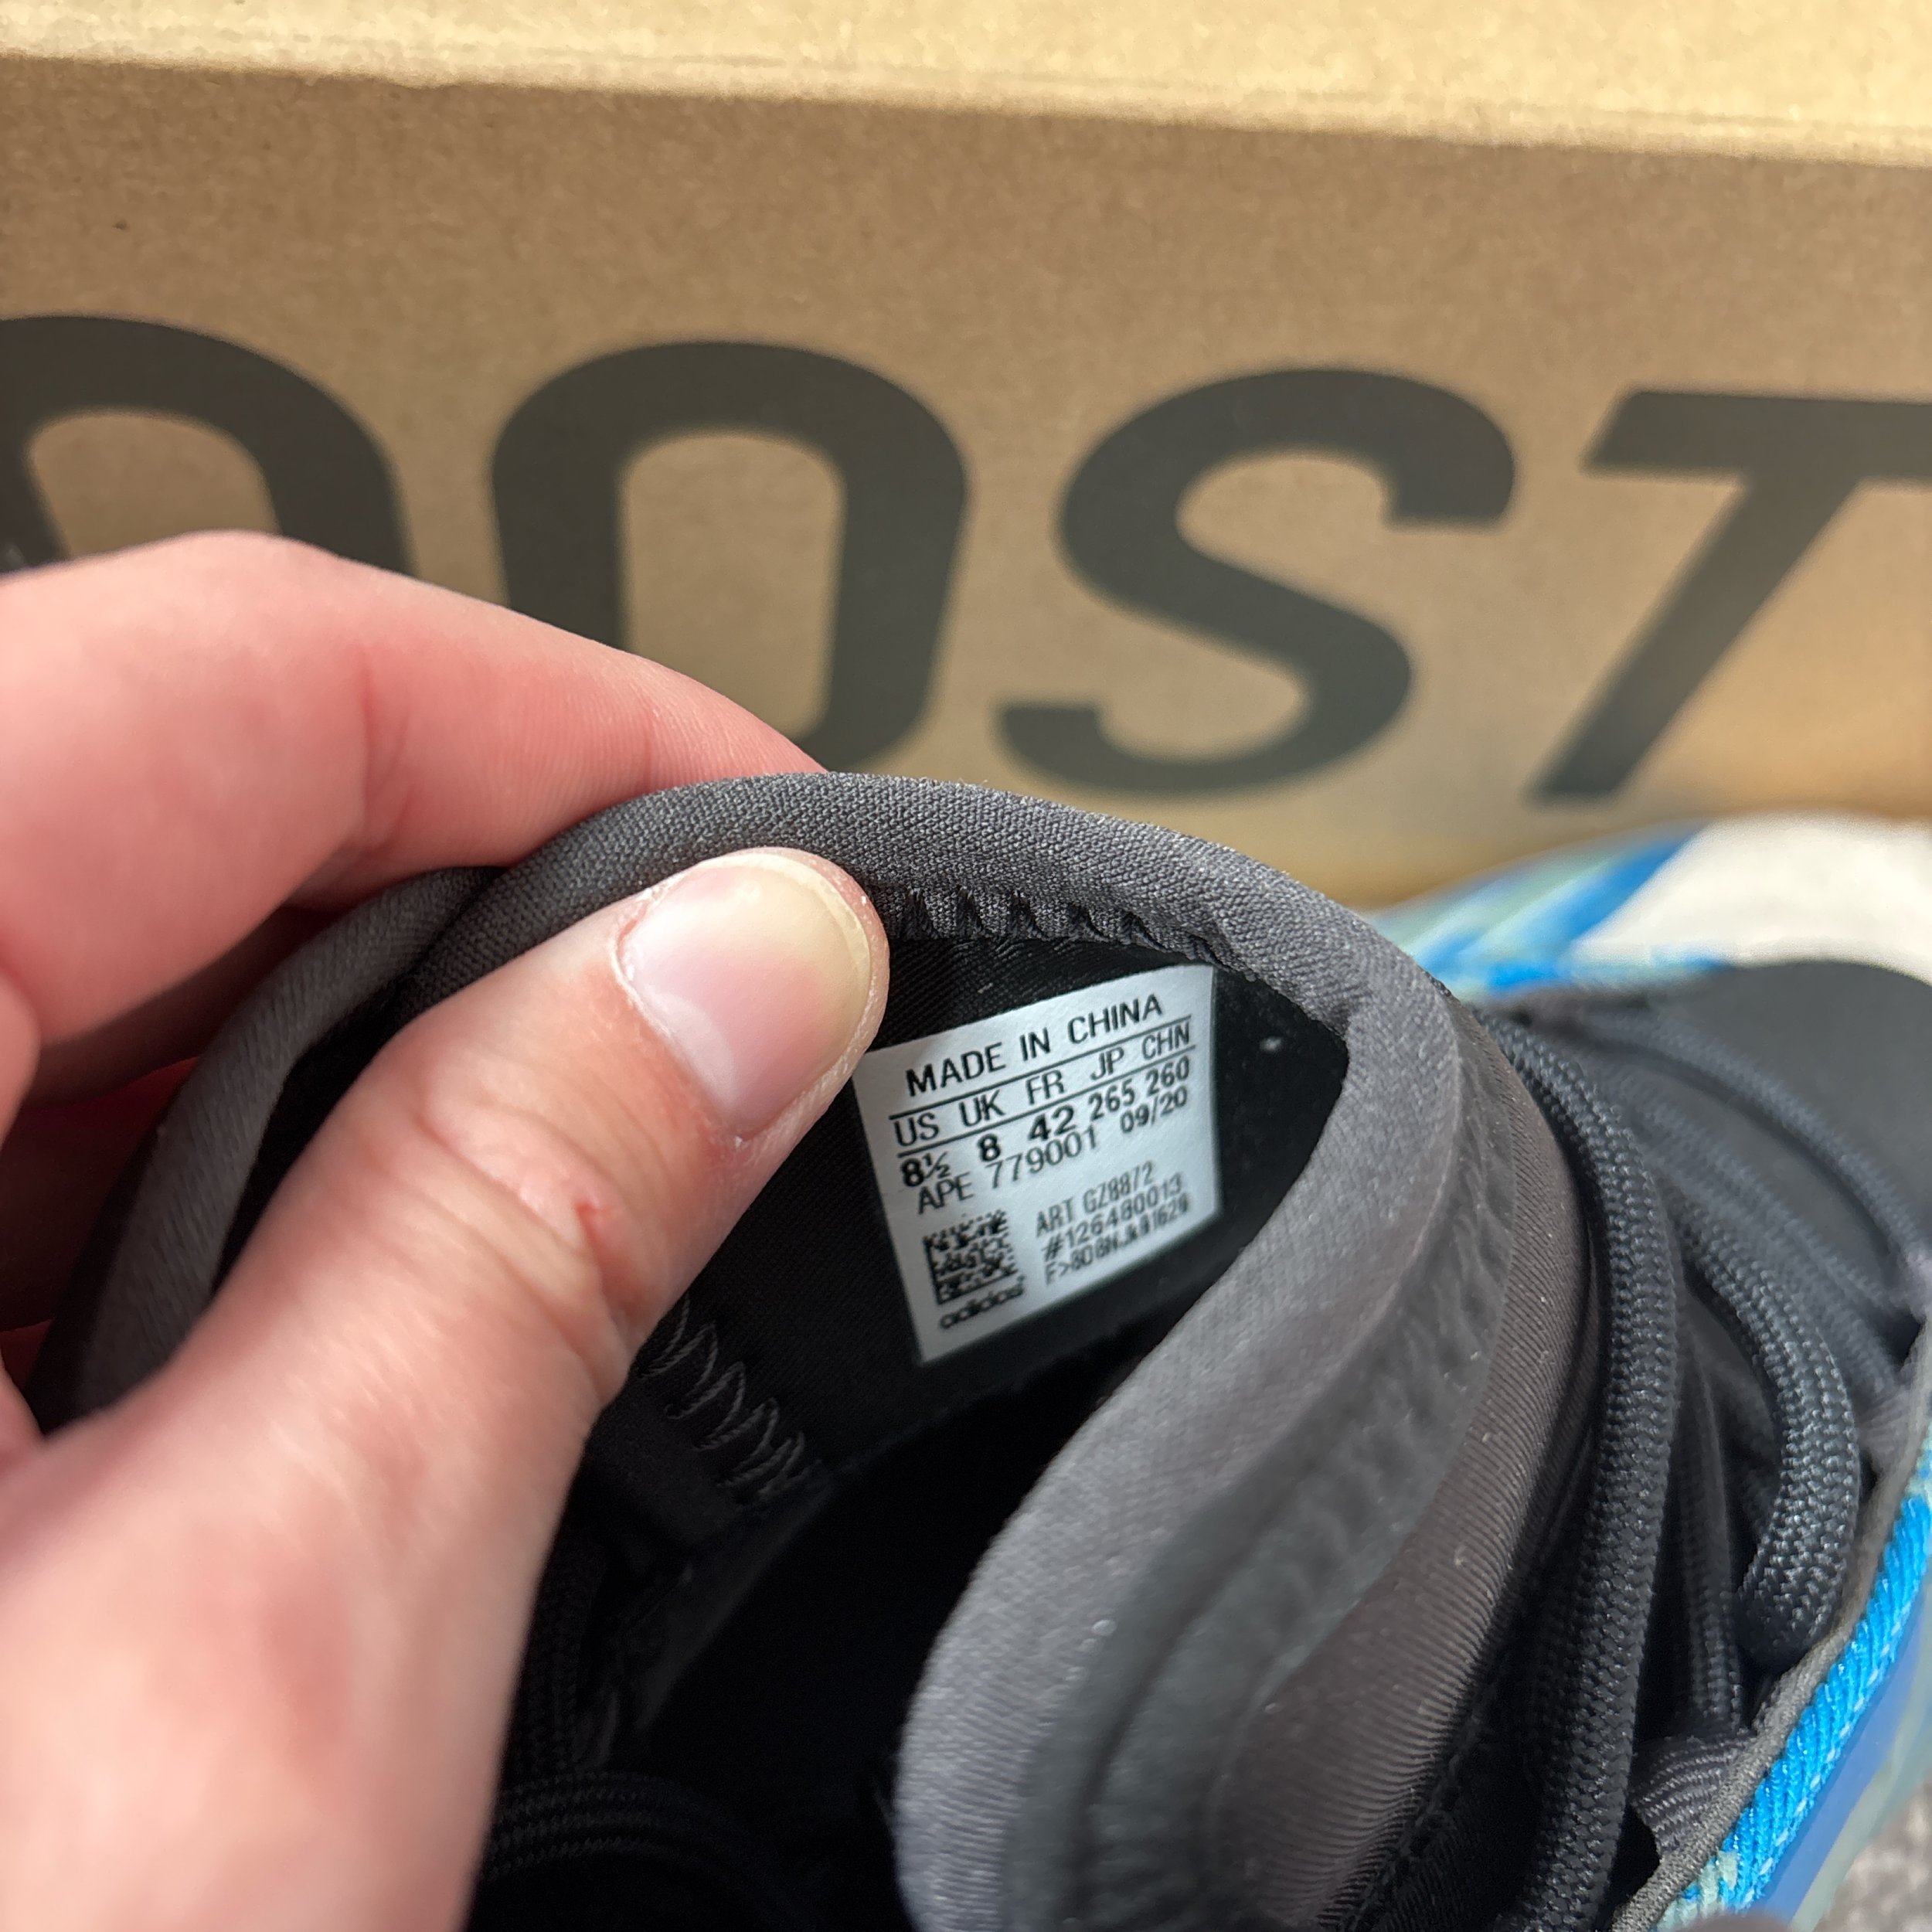 OOST
MADE IN CHINA
US UK FR JP CHN
8½ 8 42 265 260
APE 779001 09/20
ART GZ8872
#126480013
adidas